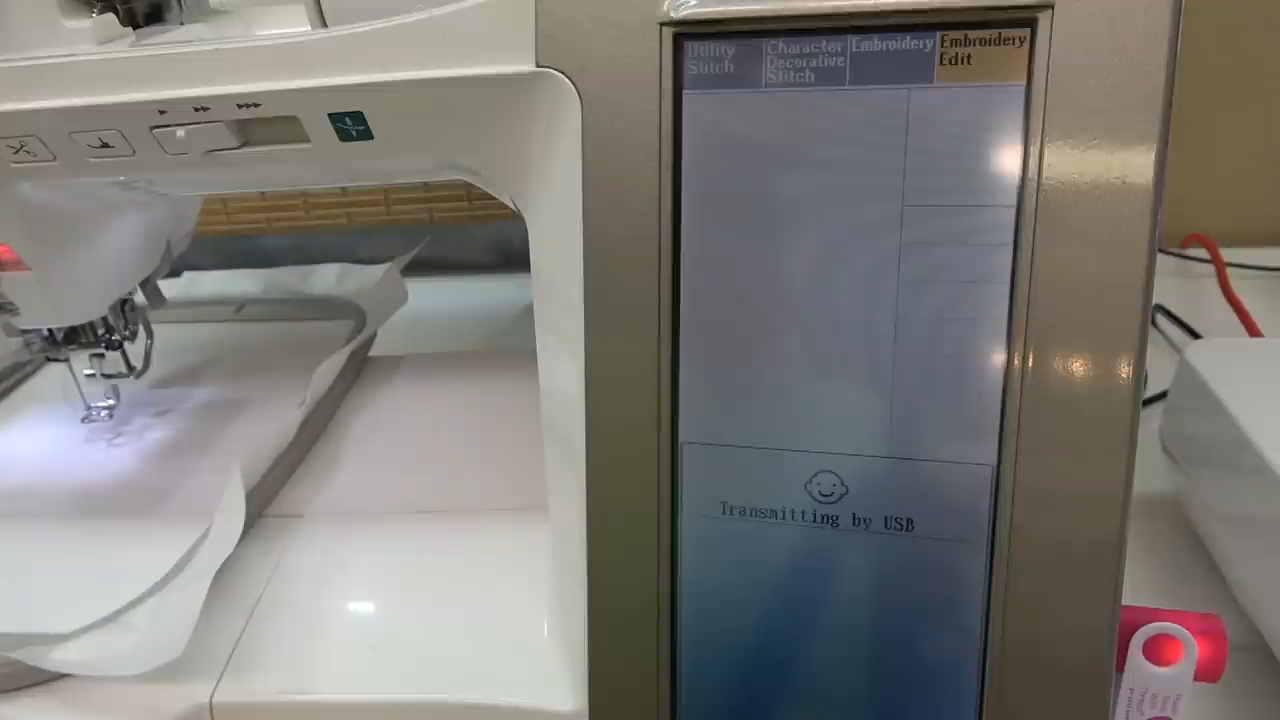 Utility
Stitch
Character
Decorative
Stitch
Embroidery
Embroidery
Edit
Transmitting by USB